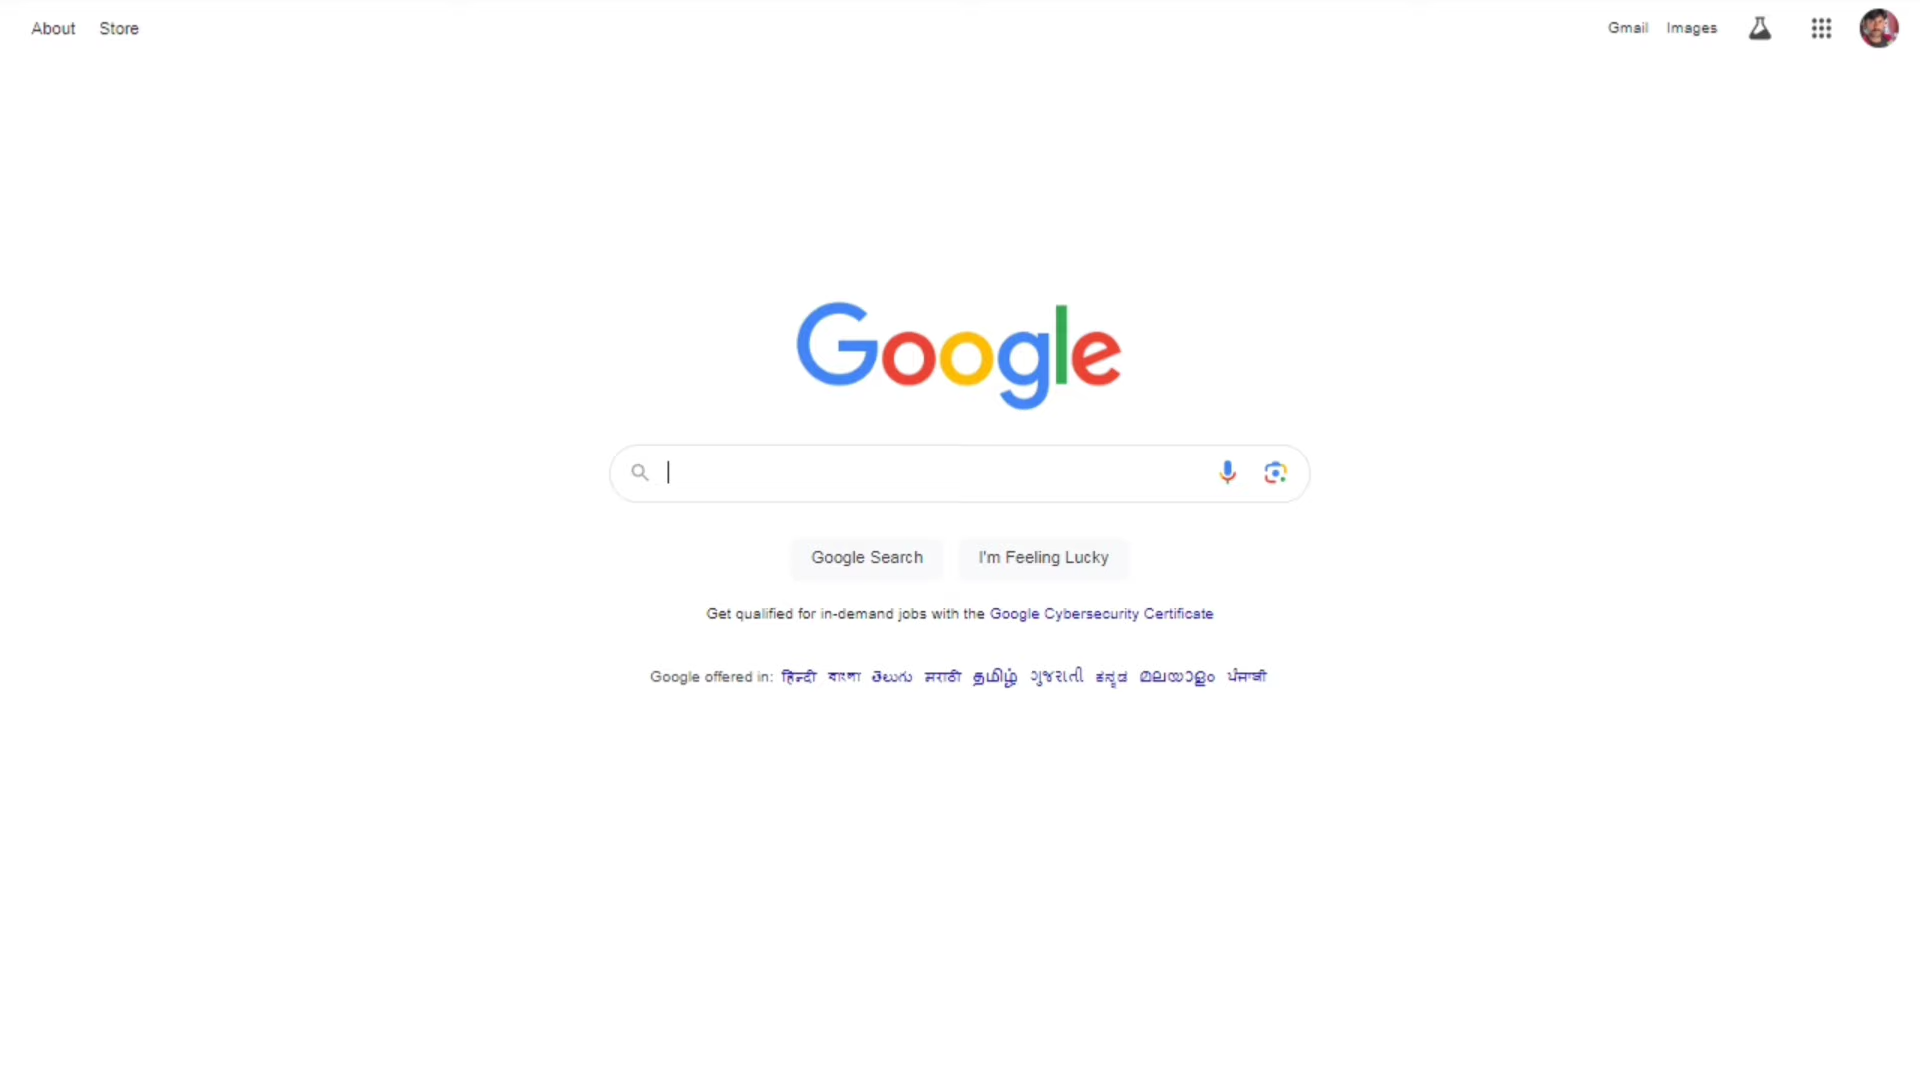 About Store
Gmail Images
Google
Google Search I'm Feeling Lucky
Get qualified for in-demand jobs with the Google Cybersecurity Certificate
Google offered in: हिन्दी বাংলা తెలుగు मराठी தமிழ் ગુજરાતી ಕನ್ನಡ മലയാളം ਪੰਜਾਬੀ